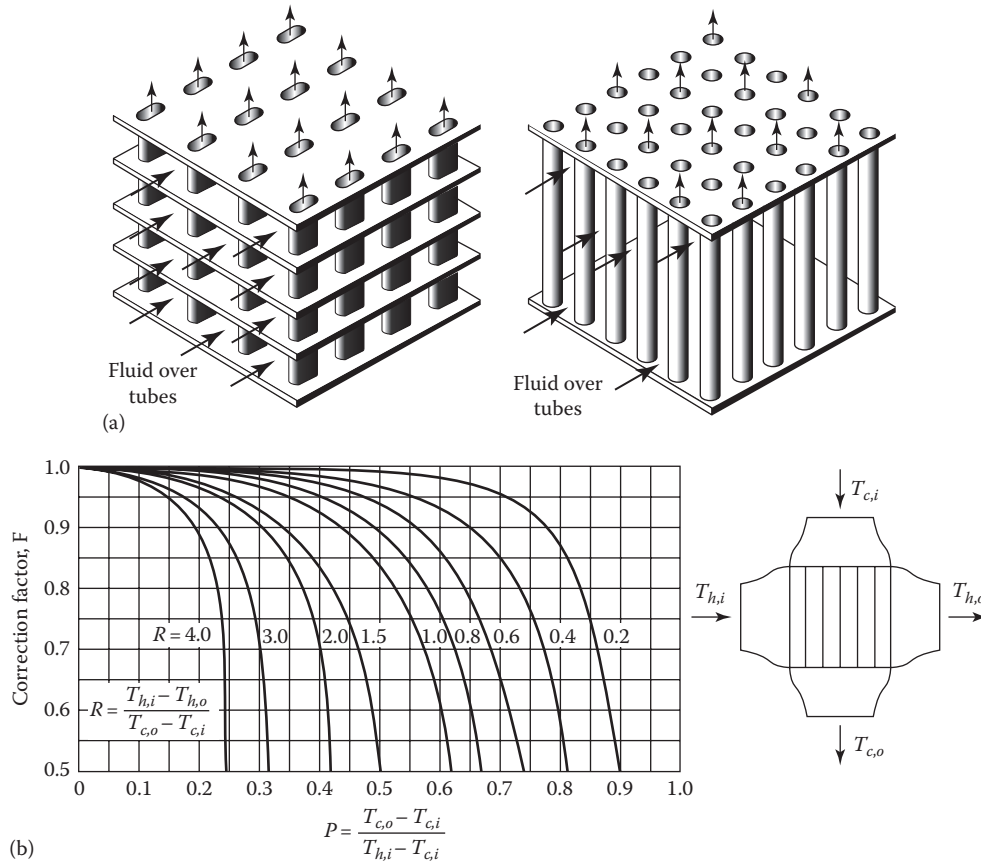 Fluid over
tubes
Fluid over
tubes
(a)
Correction factor, F
1.0
0.9
0.8
0.7
0.6
0.5
R = 4.0
3.0
2.0
1.5
1.0
0.8
0.6
0.4
0.2
R = T_{h,i} − T_{h,o}
T_{c,o} − T_{c,i}
0
0.1
0.2
0.3
0.4
0.5
0.6
0.7
0.8
0.9
1.0
P = T_{c,o} − T_{c,i}
T_{h,i} − T_{c,i}
T_{c,i}
T_{h,i}
T_{h,o}
T_{c,o}
(b)